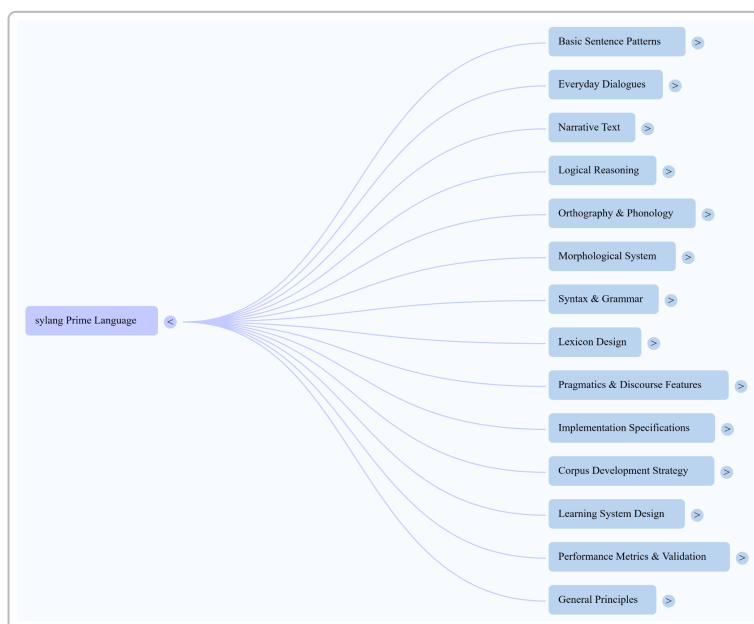 sylang Prime Language
<
Basic Sentence Patterns >
Everyday Dialogues >
Narrative Text >
Logical Reasoning >
Orthography & Phonology >
Morphological System >
Syntax & Grammar >
Lexicon Design >
Pragmatics & Discourse Features >
Implementation Specifications >
Corpus Development Strategy >
Learning System Design >
Performance Metrics & Validation >
General Principles >